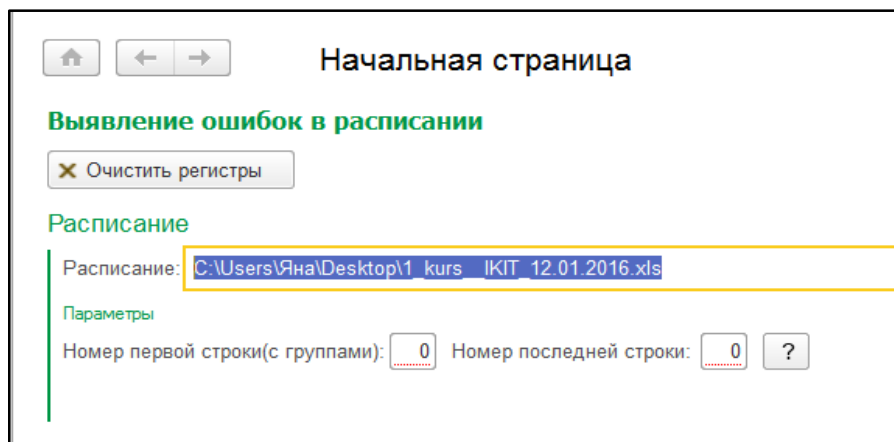 Начальная страница
Выявление ошибок в расписании
Очистить регистры
Расписание
Расписание: C:\Users\Яна\Desktop\1_kurs__IKIT_12.01.2016.xls
Параметры
Номер первой строки(с группами): 0 Номер последней строки: 0 ?